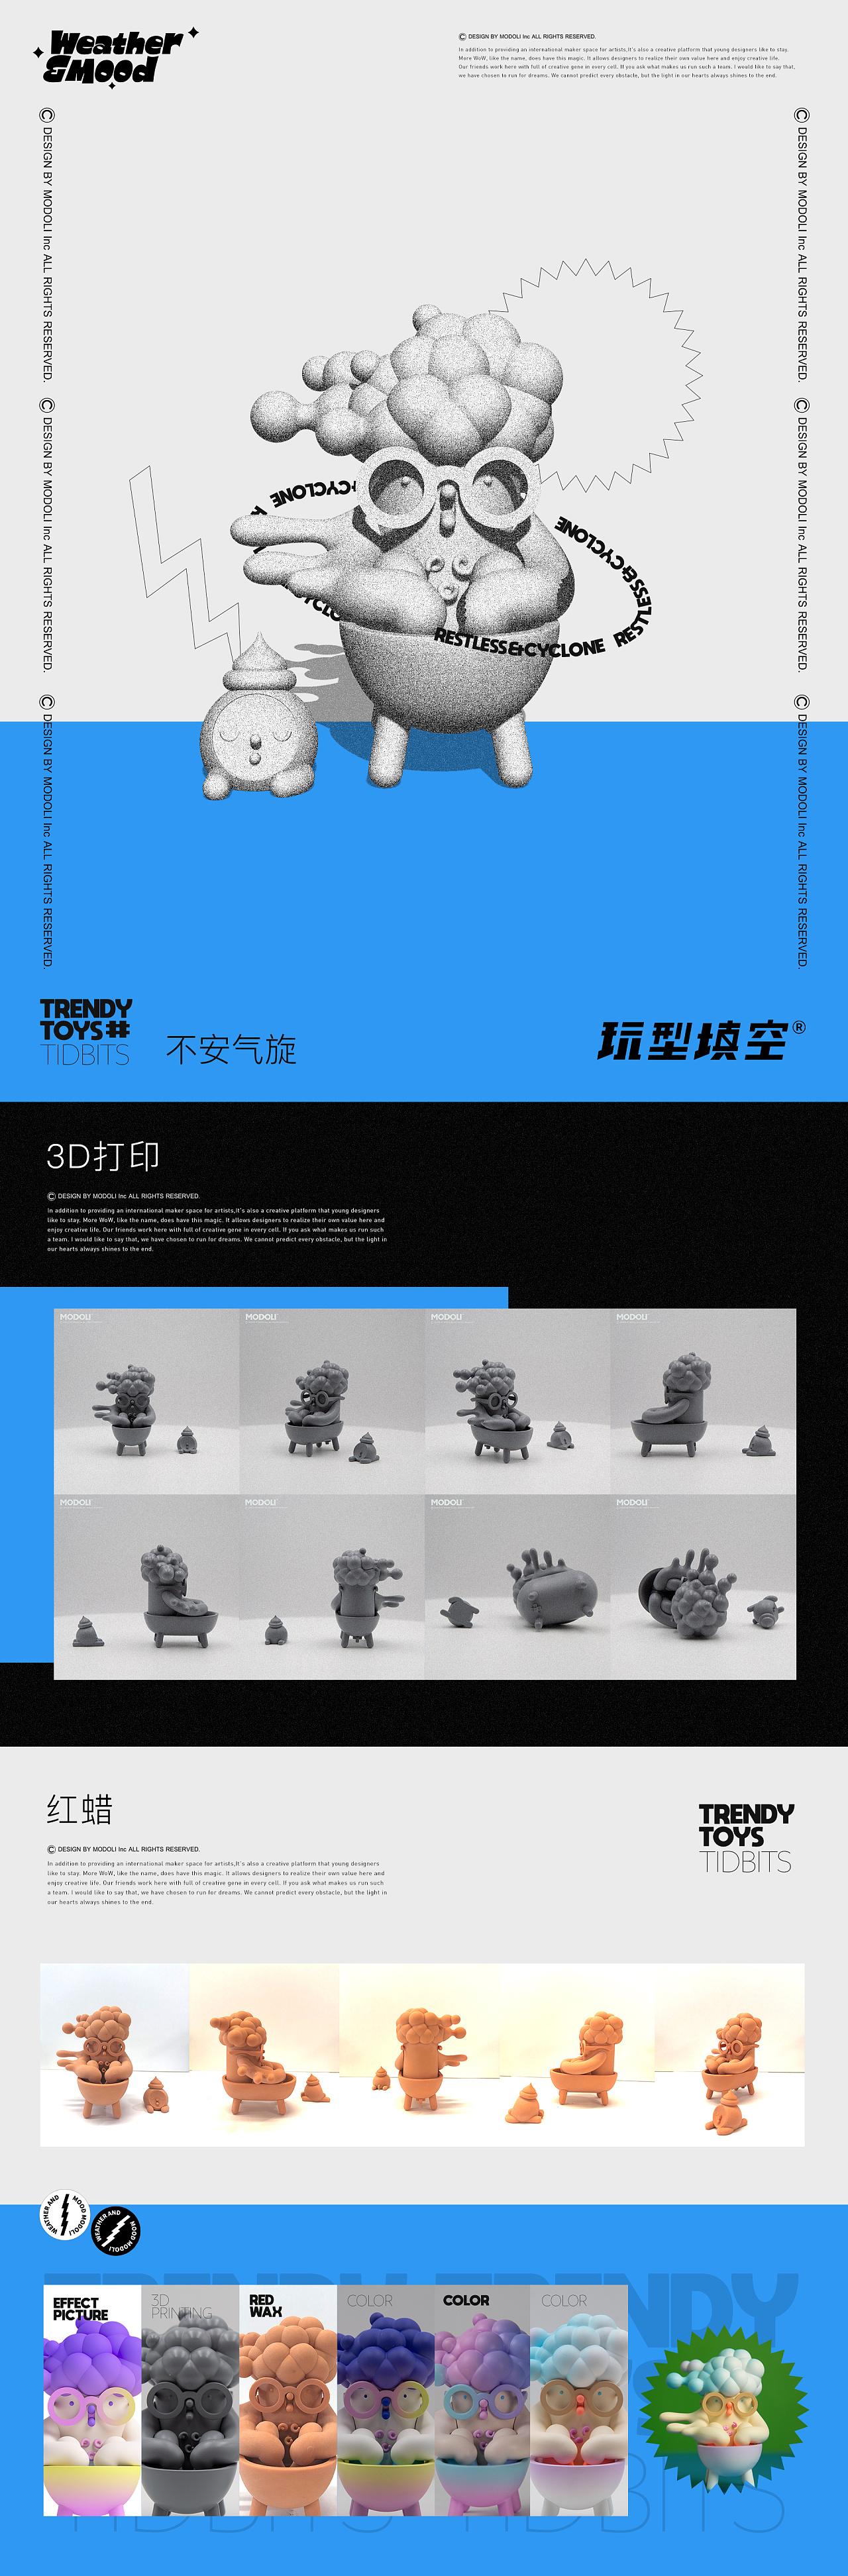 Weather
&Mood
© DESIGN BY MODOLI Inc ALL RIGHTS RESERVED.
In addition to providing an international maker space for artists,It's also a creative platform that young designers like to stay.
More WoW, like the name, does have this magic. It allows designers to realize their own value here and enjoy creative life.
Our friends work here with full of creative gene in every cell. If you ask what makes us run such a team. I would like to say that,
we have chosen to run for dreams. We cannot predict every obstacle, but the light in our hearts always shines to the end.
© DESIGN BY MODOLI Inc ALL RIGHTS RESERVED.
© DESIGN BY MODOLI Inc ALL RIGHTS RESERVED.
© DESIGN BY MODOLI Inc ALL RIGHTS RESERVED.
© DESIGN BY MODOLI Inc ALL RIGHTS RESERVED.
© DESIGN BY MODOLI Inc ALL RIGHTS RESERVED.
© DESIGN BY MODOLI Inc ALL RIGHTS RESERVED.
&CYCLONE
RESTLESS&CYCLONE RESTLESS&CYCLONE
TRENDY
TOYS#
TIDBITS
不安气旋
玩型填空®
3D打印
© DESIGN BY MODOLI Inc ALL RIGHTS RESERVED.
In addition to providing an international maker space for artists,It's also a creative platform that young designers
like to stay. More WoW, like the name, does have this magic. It allows designers to realize their own value here and
enjoy creative life. Our friends work here with full of creative gene in every cell. If you ask what makes us run such
a team. I would like to say that, we have chosen to run for dreams. We cannot predict every obstacle, but the light in
our hearts always shines to the end.
MODOLI
MODOLI
MODOLI
MODOLI
MODOLI
MODOLI
MODOLI
MODOLI
红蜡
© DESIGN BY MODOLI Inc ALL RIGHTS RESERVED.
In addition to providing an international maker space for artists,It's also a creative platform that young designers
like to stay. More WoW, like the name, does have this magic. It allows designers to realize their own value here and
enjoy creative life. Our friends work here with full of creative gene in every cell. If you ask what makes us run such
a team. I would like to say that, we have chosen to run for dreams. We cannot predict every obstacle, but the light in
our hearts always shines to the end.
TRENDY
TOYS
TIDBITS
WEATHER AND MOOD MODOLI
WEATHER AND MOOD MODOLI
TRENDY TRENDY
EFFECT
PICTURE
3D
PRINTING
RED
WAX
COLOR
COLOR
COLOR
TIDBITS TIDBITS